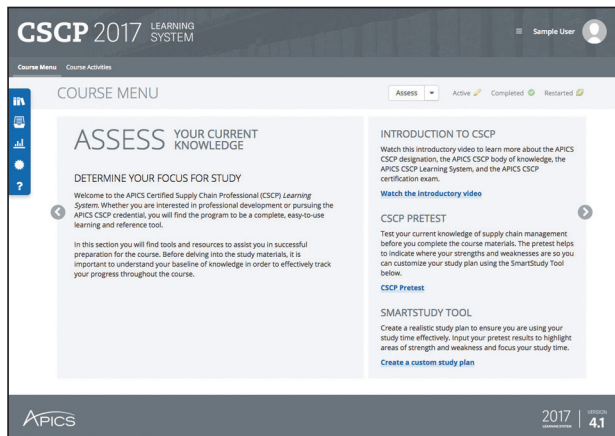 CSCP 2017 LEARNING SYSTEM
Sample User
Course Menu Course Activities
COURSE MENU
Assess
Active
Completed
Restarted
ASSESS YOUR CURRENT KNOWLEDGE
DETERMINE YOUR FOCUS FOR STUDY
Welcome to the APICS Certified Supply Chain Professional (CSCP) Learning
System. Whether you are interested in professional development or pursuing the
APICS CSCP credential, you will find the program to be a complete, easy-to-use
learning and reference tool.
In this section you will find tools and resources to assist you in successful
preparation for the course. Before delving into the study materials, it is
important to understand your baseline of knowledge in order to effectively track
your progress throughout the course.
INTRODUCTION TO CSCP
Watch this introductory video to learn more about the APICS
CSCP designation, the APICS CSCP body of knowledge, the
APICS CSCP Learning System, and the APICS CSCP
certification exam.
Watch the introductory video
CSCP PRETEST
Test your current knowledge of supply chain management
before you complete the course materials. The pretest helps
to indicate where your strengths and weaknesses are so you
can customize your study plan using the SmartStudy Tool
below.
CSCP Pretest
SMARTSTUDY TOOL
Create a realistic study plan to ensure you are using your
study time effectively. Input your pretest results to highlight
areas of strength and weakness and focus your study time.
Create a custom study plan
?
APICS
2017
LEARNING SYSTEM
VERSION
4.1